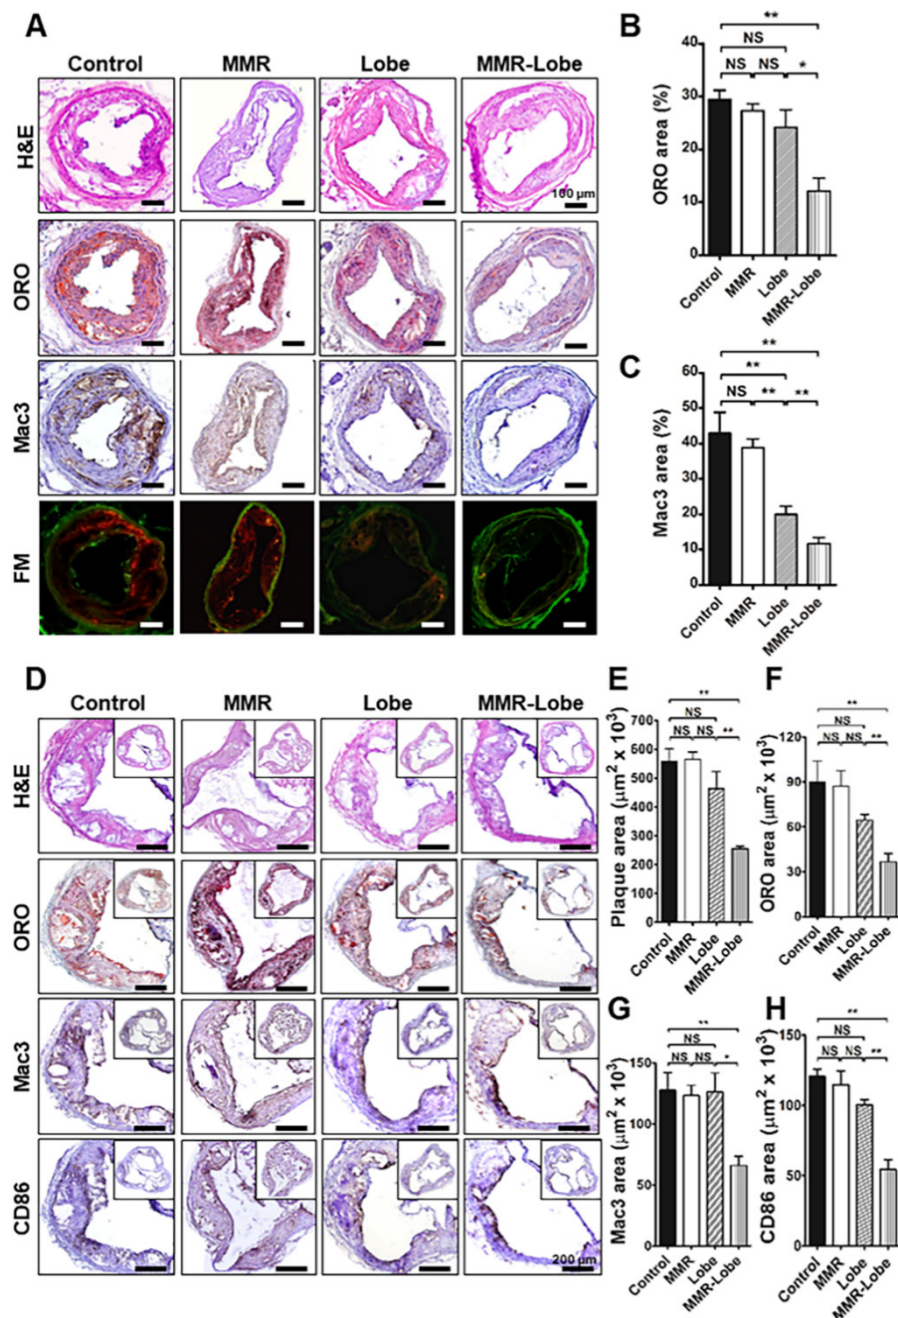 A
Control MMR Lobe MMR-Lobe
H&E
100 μm
ORO
Mac3
FM
B
** 
NS
NS NS *
ORO area (%)
40
30
20
10
0
Control MMR Lobe MMR-Lobe
C
**
**
NS ** **
Mac3 area (%)
60
50
40
30
20
10
0
Control MMR Lobe MMR-Lobe
D
Control MMR Lobe MMR-Lobe
H&E
ORO
Mac3
CD86
200 μm
E
**
NS
NS NS **
Plaque area (μm² x 10³)
700
600
500
400
300
200
100
0
Control MMR Lobe MMR-Lobe
F
**
NS
NS NS **
ORO area (μm² x 10³)
120
90
60
30
0
Control MMR Lobe MMR-Lobe
G
**
NS
NS NS *
Mac3 area (μm² x 10³)
200
150
100
50
0
Control MMR Lobe MMR-Lobe
H
**
NS
NS NS **
CD86 area (μm² x 10³)
150
100
50
0
Control MMR Lobe MMR-Lobe